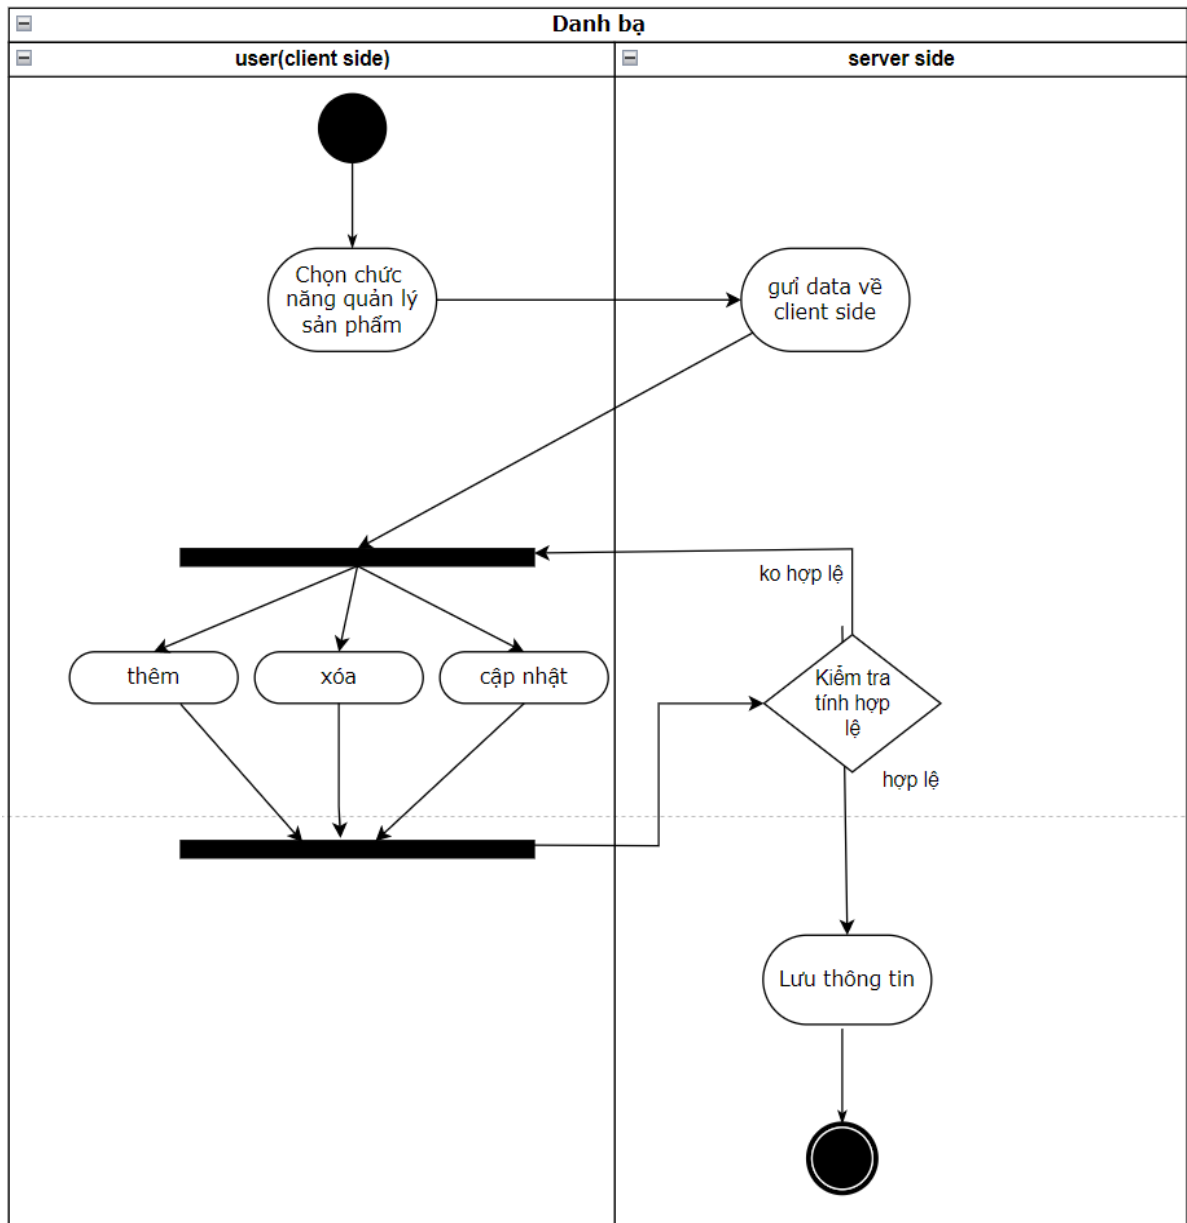 Danh bạ
user(client side)
server side
Chọn chức
năng quản lý
sản phẩm
gưỉ data về
client side
ko hợp lệ
thêm
xóa
cập nhật
Kiểm tra
tính hợp
lệ
hợp lệ
Lưu thông tin